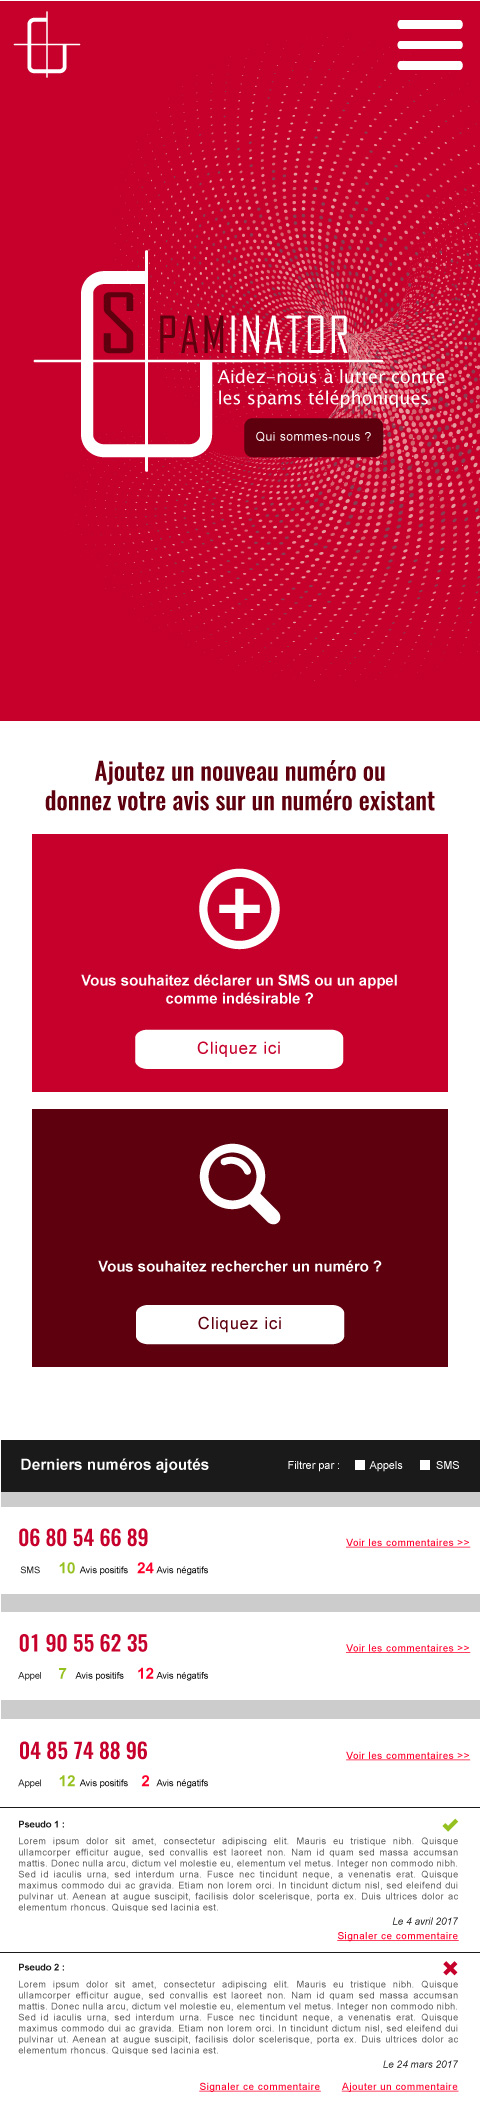 SPAMINATOR
Aidez-nous à lutter contre
les spams téléphoniques
Qui sommes-nous ?
Ajoutez un nouveau numéro ou
donnez votre avis sur un numéro existant
Vous souhaitez déclarer un SMS ou un appel
comme indésirable ?
Cliquez ici
Vous souhaitez rechercher un numéro ?
Cliquez ici
Derniers numéros ajoutés Filtrer par : Appels SMS
06 80 54 66 89
Voir les commentaires >>
SMS 10 Avis positifs 24 Avis négatifs
01 90 55 62 35
Voir les commentaires >>
Appel 7 Avis positifs 12 Avis négatifs
04 85 74 88 96
Voir les commentaires >>
Appel 12 Avis positifs 2 Avis négatifs
Pseudo 1 :
Lorem ipsum dolor sit amet, consectetur adipiscing elit. Mauris eu tristique nibh. Quisque
ullamcorper efficitur augue, sed convallis est laoreet non. Nam id quam sed massa accumsan
mattis. Donec nulla arcu, dictum vel molestie eu, elementum vel metus. Integer non commodo nibh.
Sed id iaculis urna, sed interdum urna. Fusce nec tincidunt neque, a venenatis erat. Quisque
maximus commodo dui ac gravida. Etiam non lorem orci. In tincidunt dictum nisl, sed eleifend dui
pulvinar ut. Aenean at augue suscipit, facilisis dolor scelerisque, porta ex. Duis ultrices dolor ac
elementum rhoncus. Quisque sed lacinia est.
Le 4 avril 2017
Signaler ce commentaire
Pseudo 2 :
Lorem ipsum dolor sit amet, consectetur adipiscing elit. Mauris eu tristique nibh. Quisque
ullamcorper efficitur augue, sed convallis est laoreet non. Nam id quam sed massa accumsan
mattis. Donec nulla arcu, dictum vel molestie eu, elementum vel metus. Integer non commodo nibh.
Sed id iaculis urna, sed interdum urna. Fusce nec tincidunt neque, a venenatis erat. Quisque
maximus commodo dui ac gravida. Etiam non lorem orci. In tincidunt dictum nisl, sed eleifend dui
pulvinar ut. Aenean at augue suscipit, facilisis dolor scelerisque, porta ex. Duis ultrices dolor ac
elementum rhoncus. Quisque sed lacinia est.
Le 24 mars 2017
Signaler ce commentaire Ajouter un commentaire